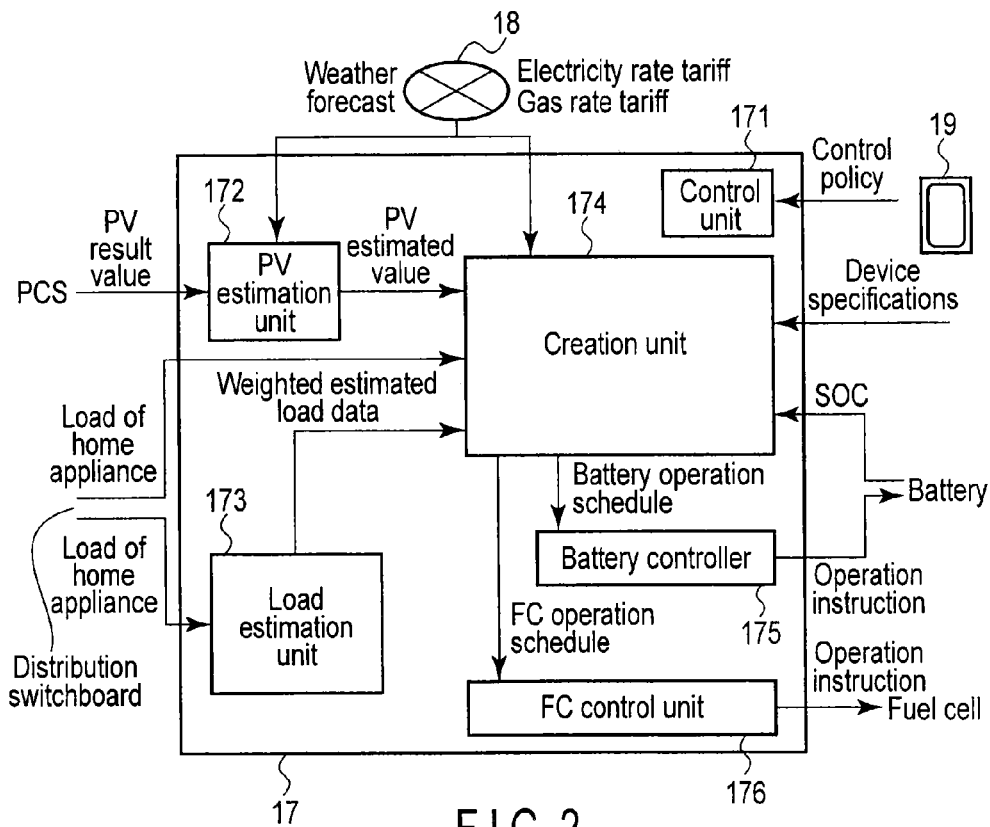 18
Weather
forecast
Electricity rate tariff
Gas rate tariff
171
19
Control
policy
Control
unit
172
174
PV
result
value
PCS
PV
estimation
unit
PV
estimated
value
Creation unit
Device
specifications
Weighted estimated
load data
SOC
Load of
home
appliance
173
Battery operation
schedule
Battery
Load of
home
appliance
Load
estimation
unit
Battery controller
Operation
instruction
175
FC operation
schedule
Distribution
switchboard
Operation
instruction
FC control unit
Fuel cell
17
176